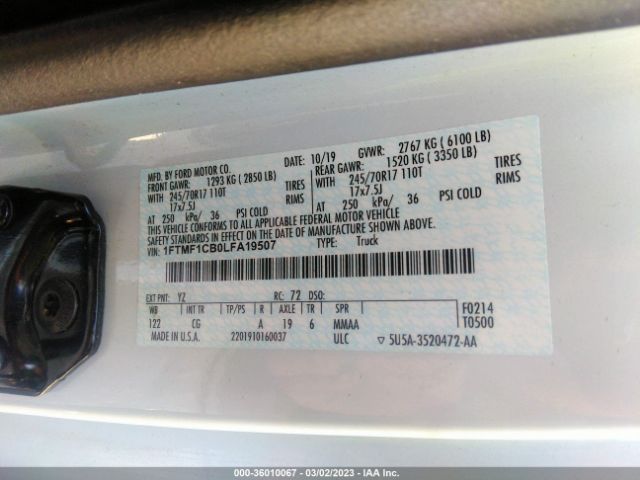 MFD. BY FORD MOTOR CO.
DATE: 10/19 GVWR: 2767 KG ( 6100 LB)
FRONT GAWR: 1293 KG ( 2850 LB) REAR GAWR: 1520 KG ( 3350 LB)
WITH 245/70R17 110T TIRES WITH 245/70R17 110T TIRES
17x7.5J RIMS 17x7.5J RIMS
AT 250 kPa/ 36 PSI COLD AT 250 kPa/ 36 PSI COLD
THIS VEHICLE CONFORMS TO ALL APPLICABLE FEDERAL MOTOR VEHICLE
SAFETY STANDARDS IN EFFECT ON THE DATE OF MANUFACTURE SHOWN ABOVE.
VIN: 1FTMF1CB0LFA19507 TYPE: Truck
EXT PNT: YZ RC: 72 DSO:
WB INT TR TP/PS R AXLE TR SPR F0214
122 CG A 19 6 MMAA T0500
MADE IN U.S.A. 2201910160037 ULC ▽ 5U5A-3520472-AA
000-36010067 - 03/02/2023 - IAA Inc.